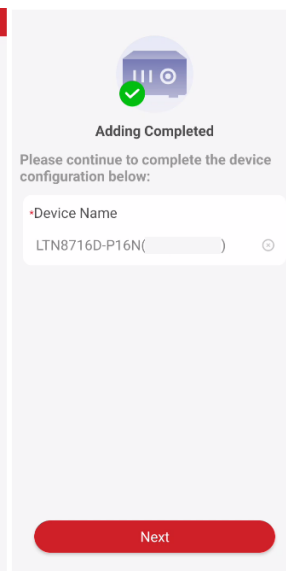 Adding Completed
Please continue to complete the device
configuration below:
*Device Name
LTN8716D-P16N( )
Next